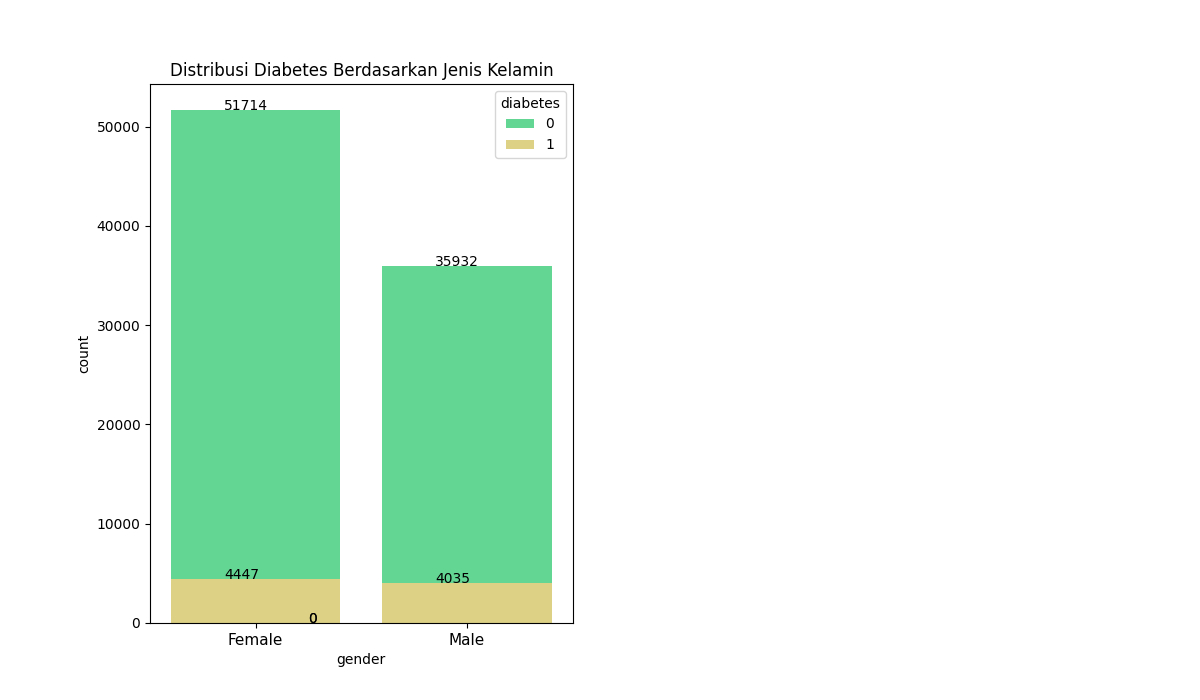 Distribusi Diabetes Berdasarkan Jenis Kelamin
51714
diabetes
0
1
50000
40000
35932
30000
count
20000
10000
4447
4035
0
0
Female
Male
gender